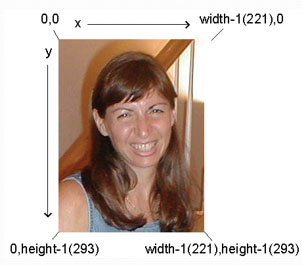 0,0
x
width-1(221),0
y
0,height-1(293)
width-1(221),height-1(293)